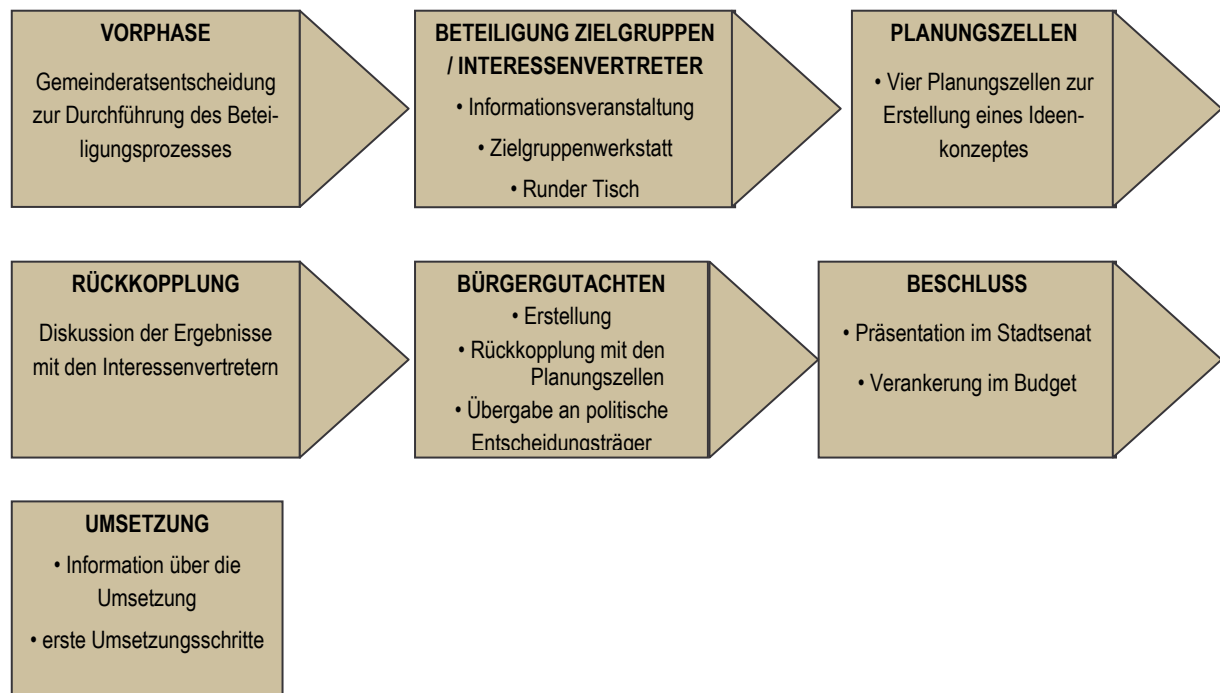 VORPHASE
Gemeinderatsentscheidung
zur Durchführung des Betei-
ligungsprozesses
BETEILIGUNG ZIELGRUPPEN
/ INTERESSENVERTRETER
• Informationsveranstaltung
• Zielgruppenwerkstatt
• Runder Tisch
PLANUNGSZELLEN
• Vier Planungszellen zur
Erstellung eines Ideen-
konzeptes
RÜCKKOPPLUNG
Diskussion der Ergebnisse
mit den Interessenvertretern
BÜRGERGUTACHTEN
• Erstellung
• Rückkopplung mit den
Planungszellen
• Übergabe an politische
Entscheidungsträger
BESCHLUSS
• Präsentation im Stadtsenat
• Verankerung im Budget
UMSETZUNG
• Information über die
Umsetzung
• erste Umsetzungsschritte